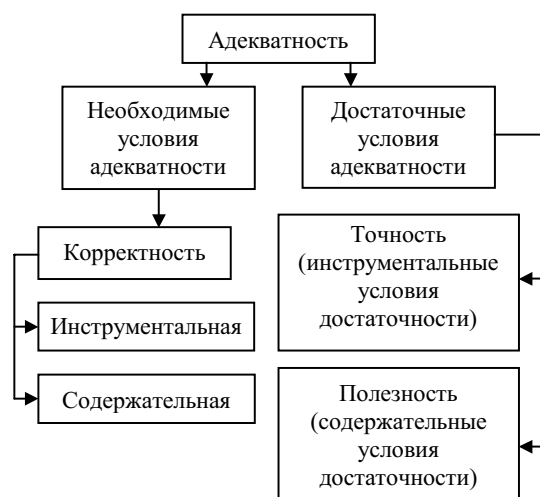 Адекватность
Необходимые
условия
адекватности
Достаточные
условия
адекватности
Корректность
Инструментальная
Содержательная
Точность
(инструментальные
условия
достаточности)
Полезность
(содержательные
условия
достаточности)